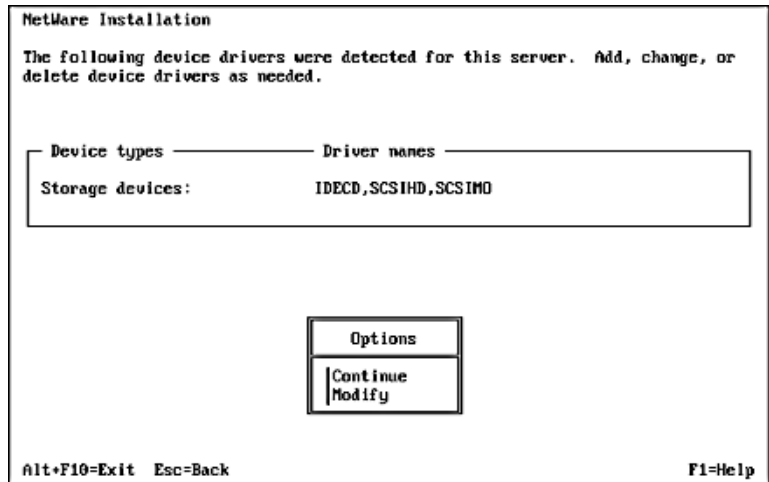 NetWare Installation
The following device drivers were detected for this server.  Add, change, or
delete device drivers as needed.
Device types Driver names
Storage devices: IDECD,SCSIHD,SCSIMO
Options
Continue
Modify
Alt+F10=Exit  Esc=Back F1=Help